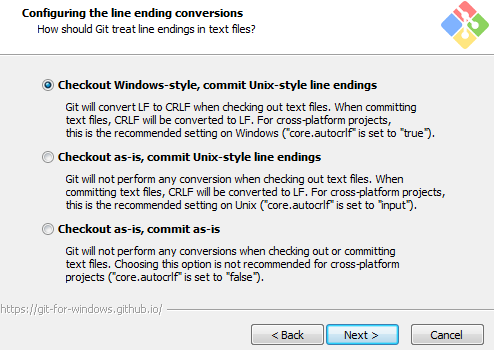 Configuring the line ending conversions
How should Git treat line endings in text files?
Checkout Windows-style, commit Unix-style line endings
Git will convert LF to CRLF when checking out text files. When committing
text files, CRLF will be converted to LF. For cross-platform projects,
this is the recommended setting on Windows ("core.autocrlf" is set to "true").
Checkout as-is, commit Unix-style line endings
Git will not perform any conversion when checking out text files. When
committing text files, CRLF will be converted to LF. For cross-platform projects,
this is the recommended setting on Unix ("core.autocrlf" is set to "input").
Checkout as-is, commit as-is
Git will not perform any conversions when checking out or committing
text files. Choosing this option is not recommended for cross-platform
projects ("core.autocrlf" is set to "false").
https://git-for-windows.github.io/
< Back Next > Cancel